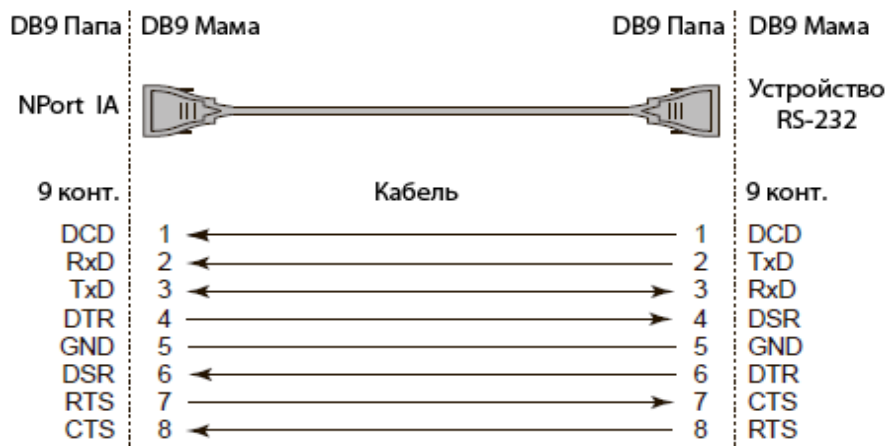 DB9 Папа DB9 Мама DB9 Папа DB9 Мама
NPort IA Устройство RS-232
9 конт. Кабель 9 конт.
DCD 1 1 DCD
RxD 2 2 TxD
TxD 3 3 RxD
DTR 4 4 DSR
GND 5 5 GND
DSR 6 6 DTR
RTS 7 7 CTS
CTS 8 8 RTS